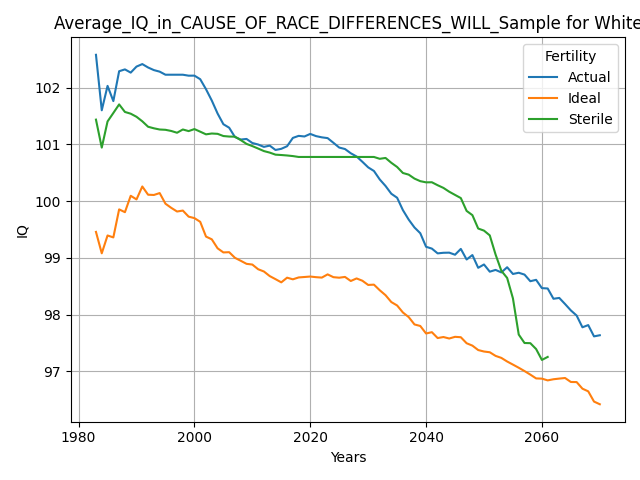 Average_IQ_in_CAUSE_OF_RACE_DIFFERENCES_WILL_Sample for White
Fertility
Actual
Ideal
Sterile
102
101
100
99
98
97
IQ
1980
2000
2020
2040
2060
Years